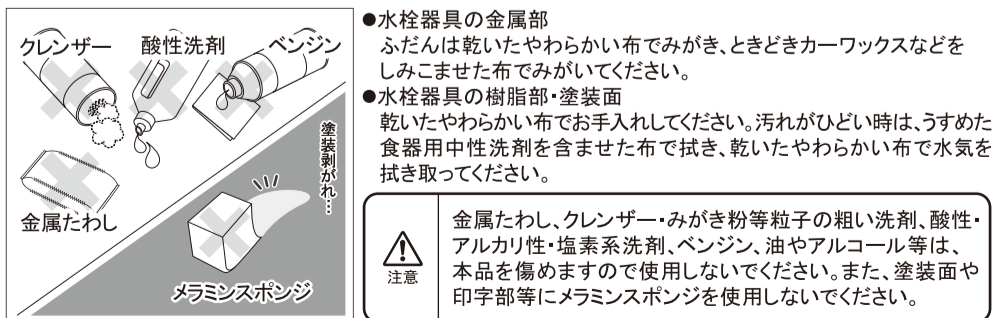 クレンザー
酸性洗剤
ベンジン
金属たわし
塗装剥がれ…
メラミンスポンジ
●水栓器具の金属部
ふだんは乾いたやわらかい布でみがき、ときどきカーワックスなどを
しみこませた布でみがいてください。
●水栓器具の樹脂部・塗装面
乾いたやわらかい布でお手入れしてください。汚れがひどい時は、うすめた
食器用中性洗剤を含ませた布で拭き、乾いたやわらかい布で水気を
拭き取ってください。
注意
金属たわし、クレンザー・みがき粉等粒子の粗い洗剤、酸性・
アルカリ性・塩素系洗剤、ベンジン、油やアルコール等は、
本品を傷めますので使用しないでください。また、塗装面や
印字部等にメラミンスポンジを使用しないでください。